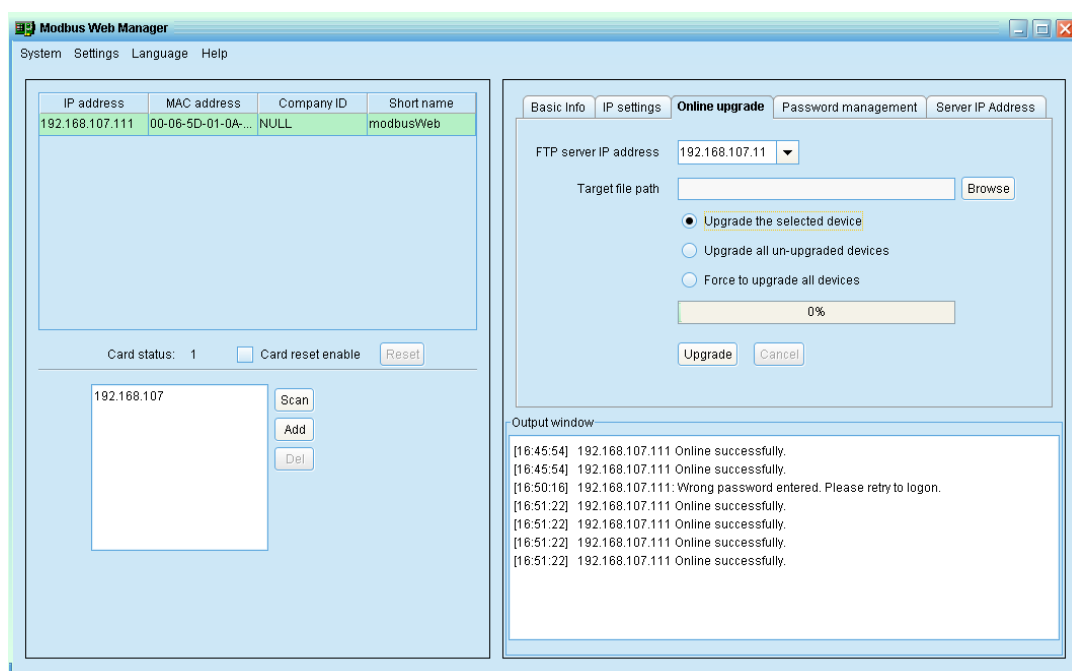 Modbus Web Manager
System Settings Language Help
IP address MAC address Company ID Short name
192.168.107.111 00-06-5D-01-0A-... NULL modbusWeb
Card status: 1 Card reset enable Reset
192.168.107
Scan
Add
Del
Basic Info IP settings Online upgrade Password management Server IP Address
FTP server IP address 192.168.107.11
Target file path Browse
Upgrade the selected device
Upgrade all un-upgraded devices
Force to upgrade all devices
0%
Upgrade Cancel
Output window
[16:45:54] 192.168.107.111 Online successfully.
[16:45:54] 192.168.107.111 Online successfully.
[16:50:16] 192.168.107.111: Wrong password entered. Please retry to logon.
[16:51:22] 192.168.107.111 Online successfully.
[16:51:22] 192.168.107.111 Online successfully.
[16:51:22] 192.168.107.111 Online successfully.
[16:51:22] 192.168.107.111 Online successfully.